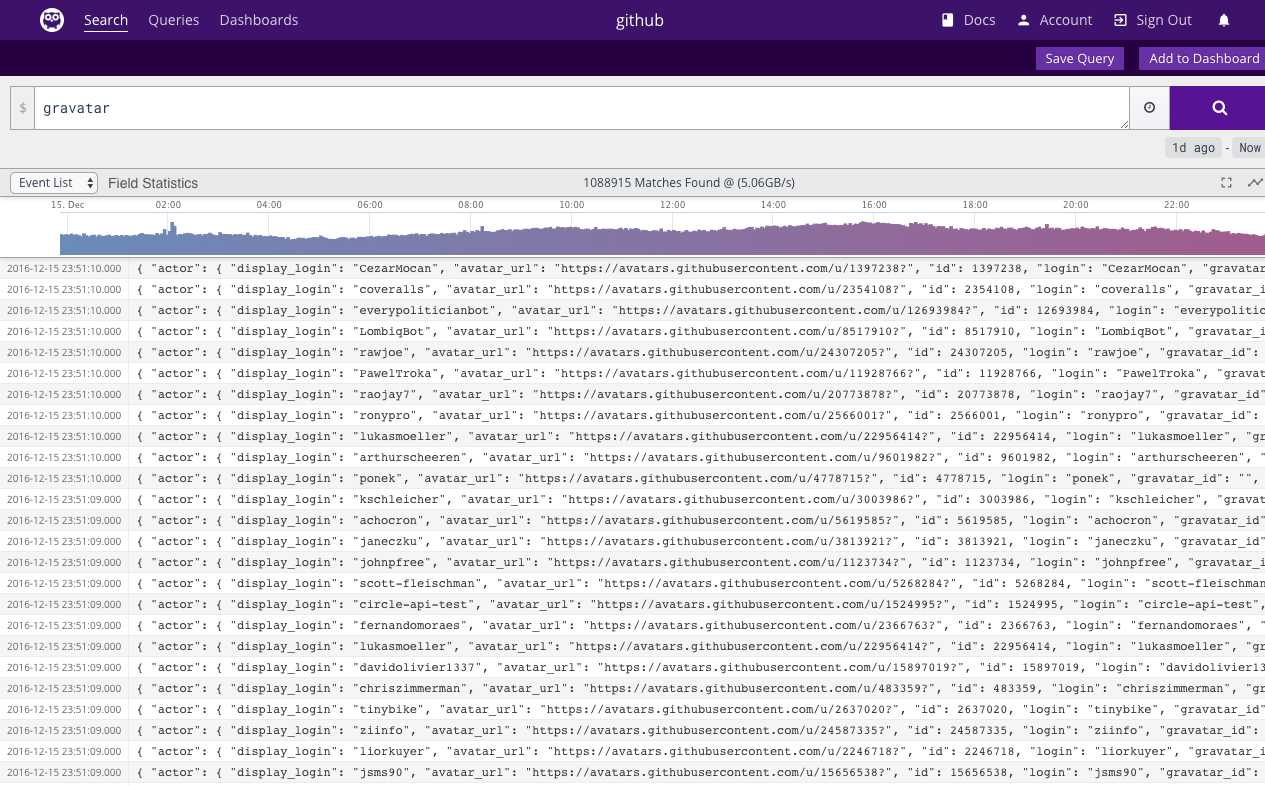 Search Queries Dashboards github Docs Account Sign Out
Save Query Add to Dashboard
$ gravatar
1d ago - Now
Event List Field Statistics 1088915 Matches Found @ (5.06GB/s)
15. Dec 02:00 04:00 06:00 08:00 10:00 12:00 14:00 16:00 18:00 20:00 22:00
2016-12-15 23:51:10.000 { "actor": { "display_login": "CezarMocan", "avatar_url": "https://avatars.githubusercontent.com/u/1397238?", "id": 1397238, "login": "CezarMocan", "gravatar
2016-12-15 23:51:10.000 { "actor": { "display_login": "coveralls", "avatar_url": "https://avatars.githubusercontent.com/u/2354108?", "id": 2354108, "login": "coveralls", "gravatar_i
2016-12-15 23:51:10.000 { "actor": { "display_login": "everypoliticianbot", "avatar_url": "https://avatars.githubusercontent.com/u/12693984?", "id": 12693984, "login": "everypolitic
2016-12-15 23:51:10.000 { "actor": { "display_login": "LombiqBot", "avatar_url": "https://avatars.githubusercontent.com/u/8517910?", "id": 8517910, "login": "LombiqBot", "gravatar_i
2016-12-15 23:51:10.000 { "actor": { "display_login": "rawjoe", "avatar_url": "https://avatars.githubusercontent.com/u/24307205?", "id": 24307205, "login": "rawjoe", "gravatar_id":
2016-12-15 23:51:10.000 { "actor": { "display_login": "PawelTroka", "avatar_url": "https://avatars.githubusercontent.com/u/11928766?", "id": 11928766, "login": "PawelTroka", "gravat
2016-12-15 23:51:10.000 { "actor": { "display_login": "raojay7", "avatar_url": "https://avatars.githubusercontent.com/u/20773878?", "id": 20773878, "login": "raojay7", "gravatar_id"
2016-12-15 23:51:10.000 { "actor": { "display_login": "ronypro", "avatar_url": "https://avatars.githubusercontent.com/u/2566001?", "id": 2566001, "login": "ronypro", "gravatar_id":
2016-12-15 23:51:10.000 { "actor": { "display_login": "lukasmoeller", "avatar_url": "https://avatars.githubusercontent.com/u/22956414?", "id": 22956414, "login": "lukasmoeller", "gr
2016-12-15 23:51:10.000 { "actor": { "display_login": "arthurscheeren", "avatar_url": "https://avatars.githubusercontent.com/u/9601982?", "id": 9601982, "login": "arthurscheeren", "
2016-12-15 23:51:10.000 { "actor": { "display_login": "ponek", "avatar_url": "https://avatars.githubusercontent.com/u/4778715?", "id": 4778715, "login": "ponek", "gravatar_id": "",
2016-12-15 23:51:09.000 { "actor": { "display_login": "kschleicher", "avatar_url": "https://avatars.githubusercontent.com/u/3003986?", "id": 3003986, "login": "kschleicher", "gravat
2016-12-15 23:51:09.000 { "actor": { "display_login": "achocron", "avatar_url": "https://avatars.githubusercontent.com/u/5619585?", "id": 5619585, "login": "achocron", "gravatar_id"
2016-12-15 23:51:09.000 { "actor": { "display_login": "janeczku", "avatar_url": "https://avatars.githubusercontent.com/u/3813921?", "id": 3813921, "login": "janeczku", "gravatar_id"
2016-12-15 23:51:09.000 { "actor": { "display_login": "johnpfree", "avatar_url": "https://avatars.githubusercontent.com/u/1123734?", "id": 1123734, "login": "johnpfree", "gravatar_i
2016-12-15 23:51:09.000 { "actor": { "display_login": "scott-fleischman", "avatar_url": "https://avatars.githubusercontent.com/u/5268284?", "id": 5268284, "login": "scott-fleischman
2016-12-15 23:51:09.000 { "actor": { "display_login": "circle-api-test", "avatar_url": "https://avatars.githubusercontent.com/u/1524995?", "id": 1524995, "login": "circle-api-test",
2016-12-15 23:51:09.000 { "actor": { "display_login": "fernandomoraes", "avatar_url": "https://avatars.githubusercontent.com/u/2366763?", "id": 2366763, "login": "fernandomoraes", "
2016-12-15 23:51:09.000 { "actor": { "display_login": "lukasmoeller", "avatar_url": "https://avatars.githubusercontent.com/u/22956414?", "id": 22956414, "login": "lukasmoeller", "gr
2016-12-15 23:51:09.000 { "actor": { "display_login": "davidolivier1337", "avatar_url": "https://avatars.githubusercontent.com/u/15897019?", "id": 15897019, "login": "davidolivier13
2016-12-15 23:51:09.000 { "actor": { "display_login": "chriszimmerman", "avatar_url": "https://avatars.githubusercontent.com/u/483359?", "id": 483359, "login": "chriszimmerman", "gr
2016-12-15 23:51:09.000 { "actor": { "display_login": "tinybike", "avatar_url": "https://avatars.githubusercontent.com/u/2637020?", "id": 2637020, "login": "tinybike", "gravatar_id"
2016-12-15 23:51:09.000 { "actor": { "display_login": "ziinfo", "avatar_url": "https://avatars.githubusercontent.com/u/24587335?", "id": 24587335, "login": "ziinfo", "gravatar_id":
2016-12-15 23:51:09.000 { "actor": { "display_login": "liorkuyer", "avatar_url": "https://avatars.githubusercontent.com/u/2246718?", "id": 2246718, "login": "liorkuyer", "gravatar_i
2016-12-15 23:51:09.000 { "actor": { "display_login": "jsms90", "avatar_url": "https://avatars.githubusercontent.com/u/15656538?", "id": 15656538, "login": "jsms90", "gravatar_id":